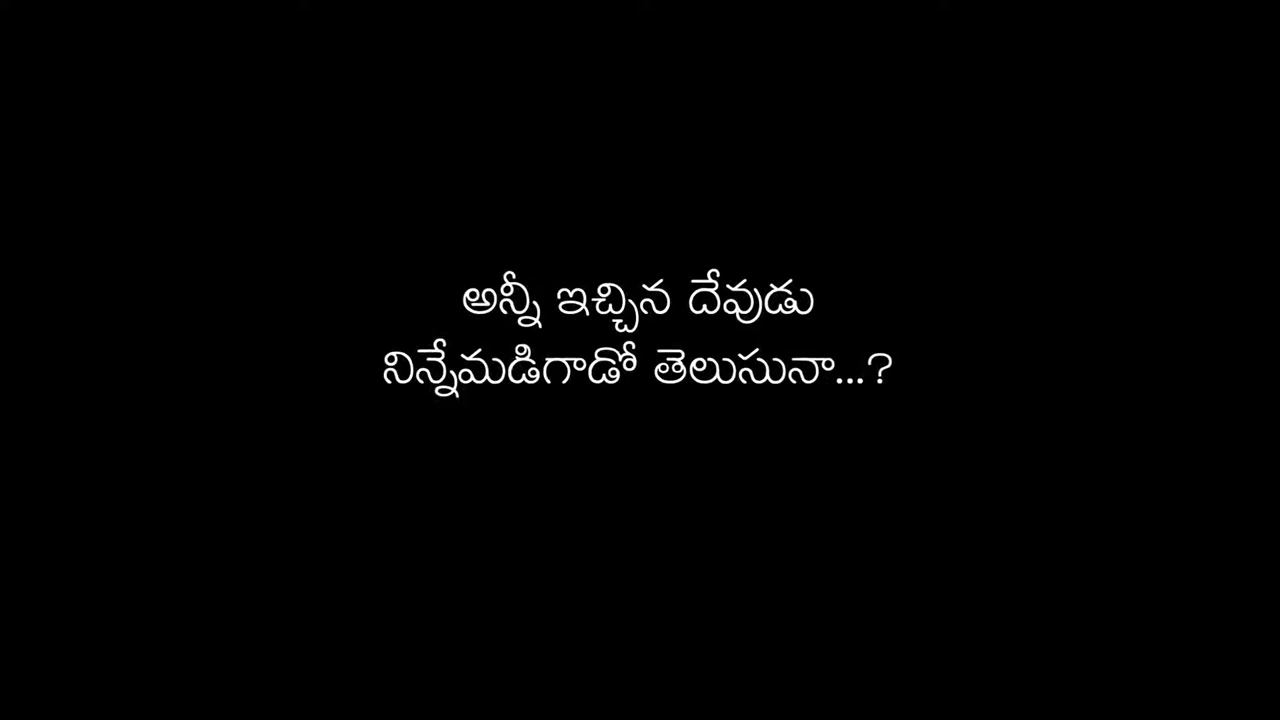 అన్నీ ఇచ్చిన దేవుడు
నిన్నేమడిగాడో తెలుసునా...?